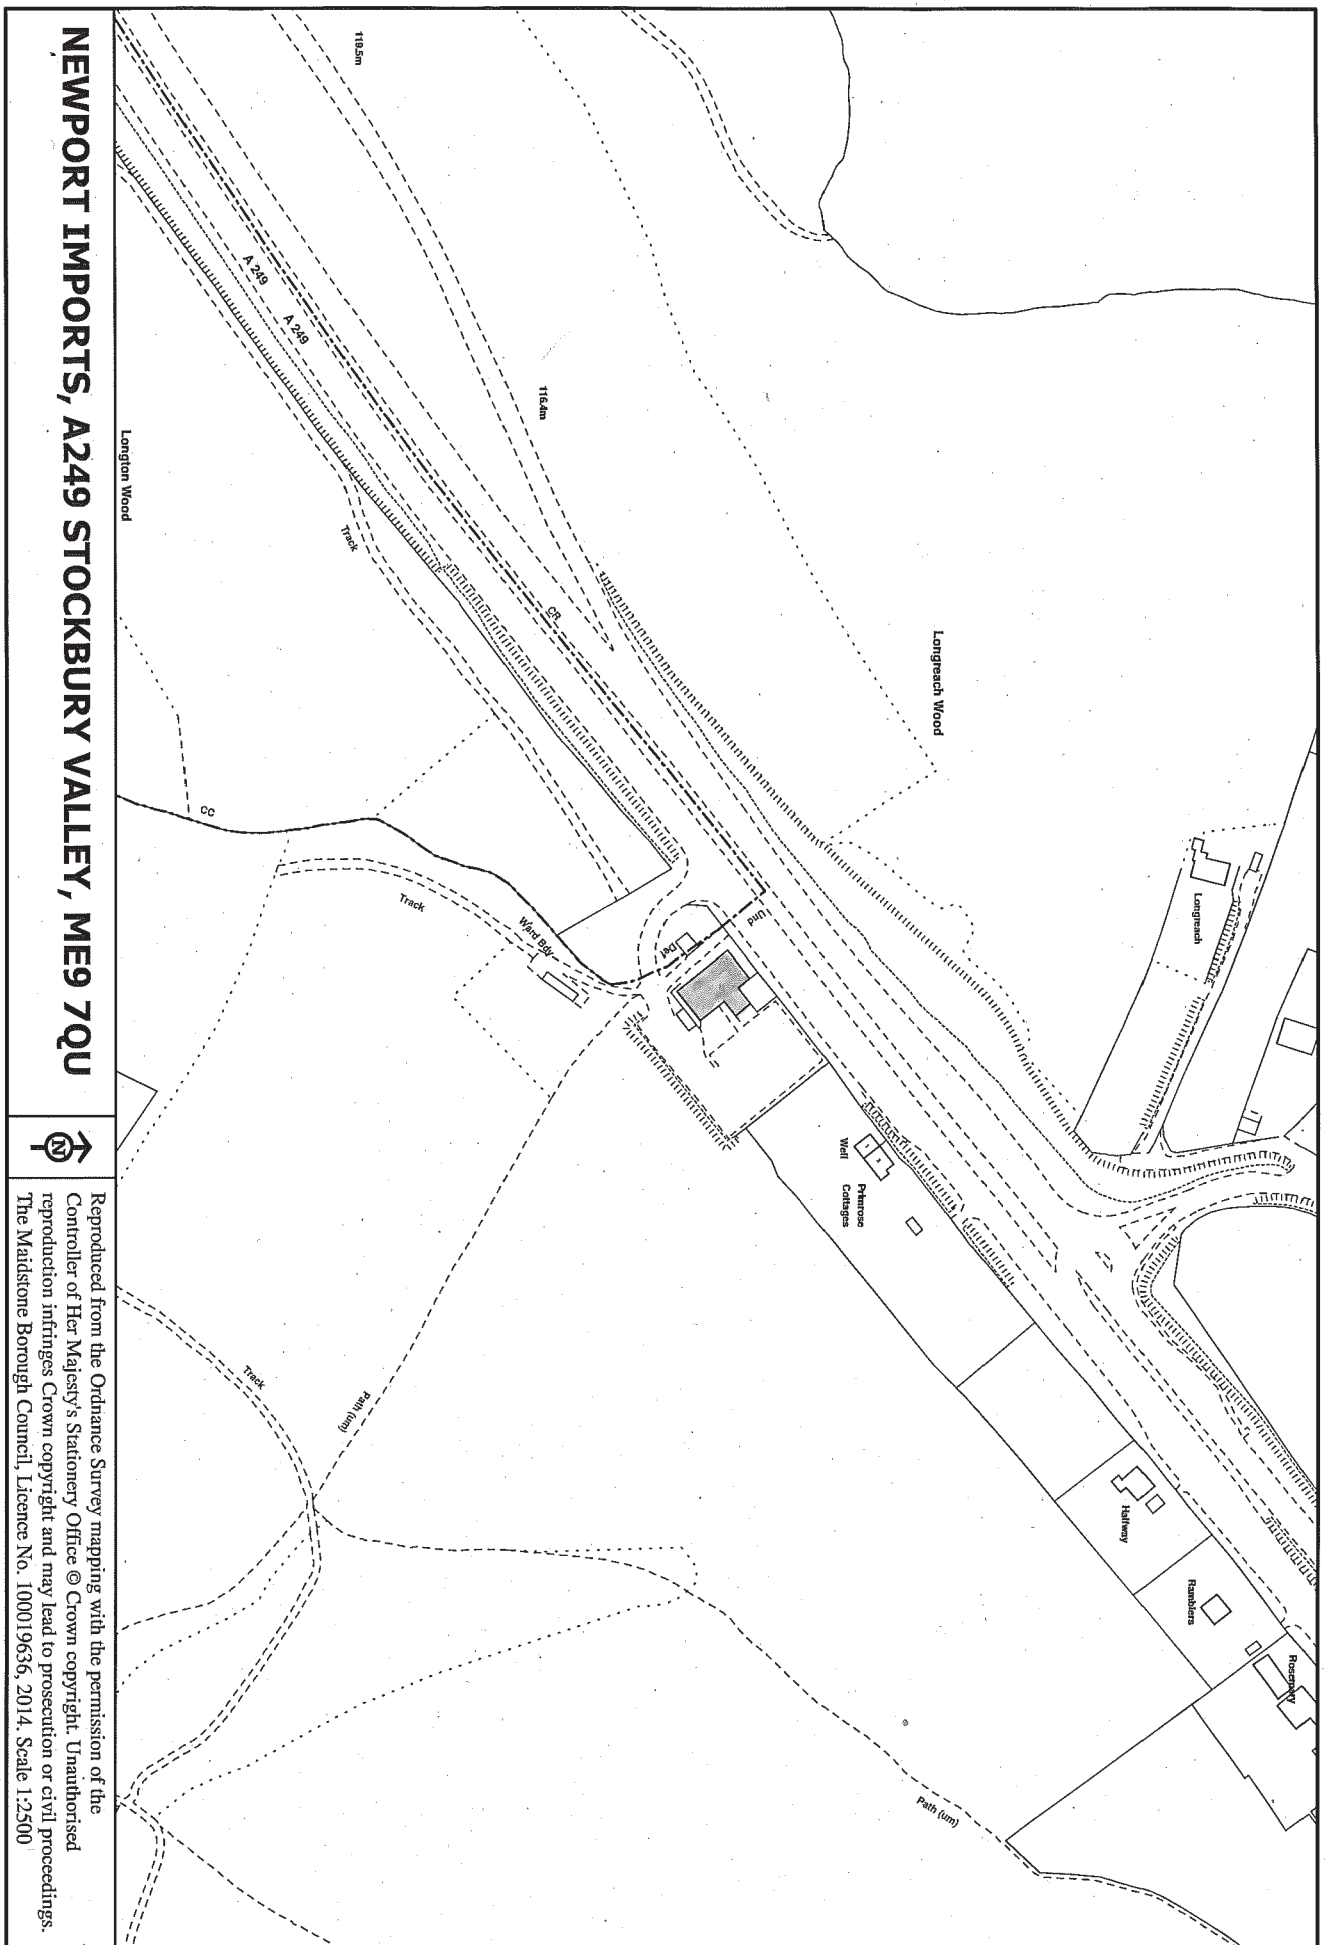 119.5m
116.4m
A 249
A 249
Longton Wood
Track
CR
Longreach Wood
Longreach
CC
Track
Ward Bdy
Def
Und
Well
Primrose
Cottages
Halfway
Ramblers
Rosemary
Track
Path (um)
Path (um)
NEWPORT IMPORTS, A249 STOCKBURY VALLEY, ME9 7QU
N
Reproduced from the Ordnance Survey mapping with the permission of the
Controller of Her Majesty's Stationery Office © Crown copyright. Unauthorised
reproduction infringes Crown copyright and may lead to prosecution or civil proceedings.
The Maidstone Borough Council, Licence No. 100019636, 2014. Scale 1:2500